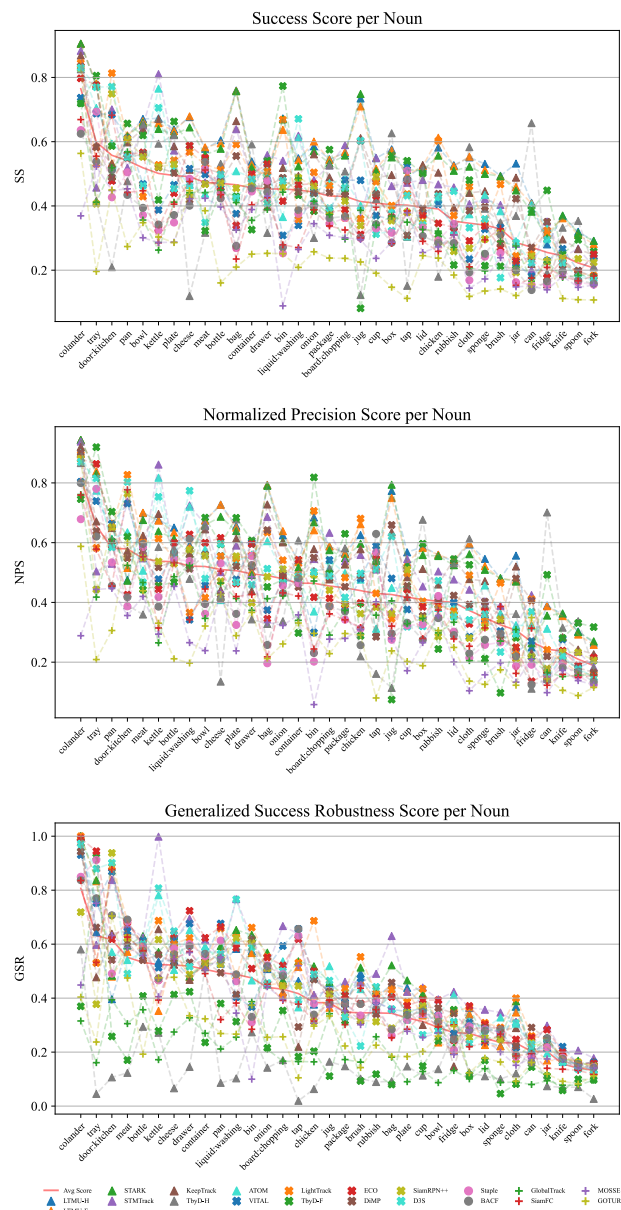 Success Score per Noun
0.8
0.6
0.4
0.2
SS
colander tray door:kitchen pan bowl kettle plate cheese meat bottle bag container drawer bin liquid:washing onion package board:chopping jug cup box tap lid chicken rubbish cloth sponge brush jar can fridge knife spoon fork
Normalized Precision Score per Noun
0.8
0.6
0.4
0.2
NPS
colander tray pan door:kitchen meat kettle bottle liquid:washing bowl cheese plate drawer bag onion container bin board:chopping package chicken tap jug cup box rubbish lid cloth sponge brush jar fridge can knife spoon fork
Generalized Success Robustness Score per Noun
1.0
0.8
0.6
0.4
0.2
0.0
GSR
colander tray door:kitchen meat bottle kettle cheese drawer container pan liquid:washing bin onion board:chopping tap chicken jug package brush rubbish bag plate cup bowl fridge box lid sponge cloth can jar knife spoon fork
Avg Score STARK KeepTrack ATOM LightTrack ECO SiamRPN++ Staple GlobalTrack MOSSE
LTMU-H STMTrack TbyD-H VITAL TbyD-F DiMP DJS BACF SiamFC GOTURN